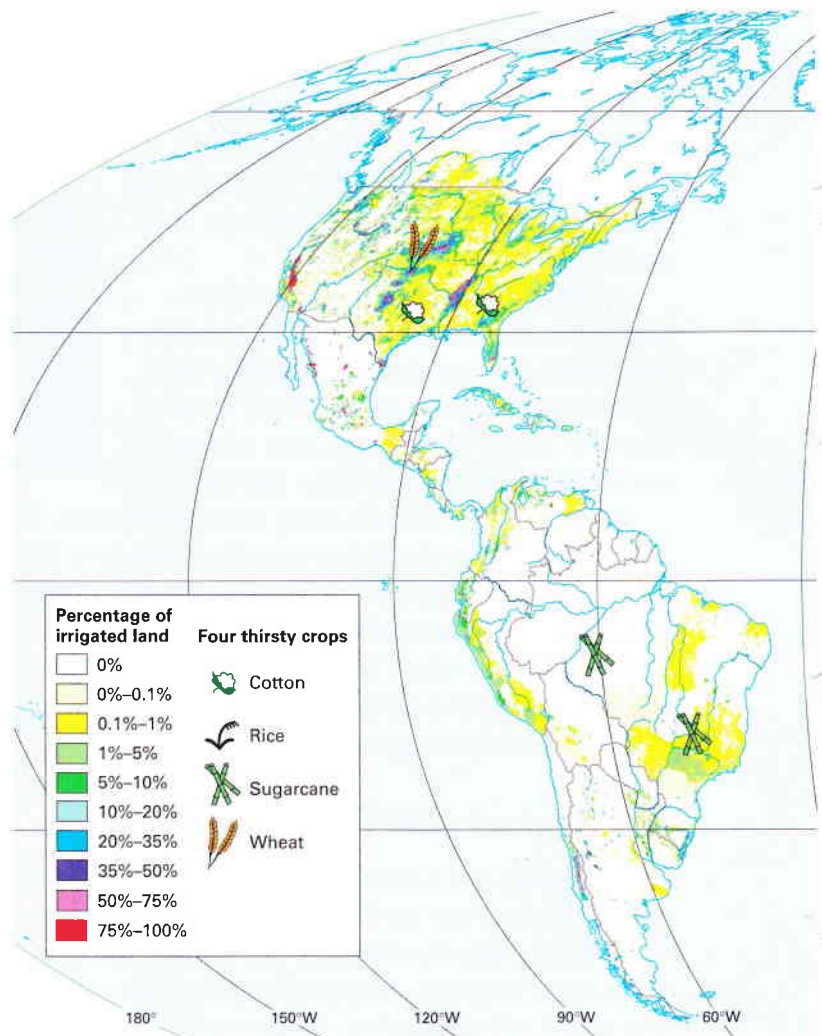 Percentage of
irrigated land
0%
0%–0.1%
0.1%–1%
1%–5%
5%–10%
10%–20%
20%–35%
35%–50%
50%–75%
75%–100%
Four thirsty crops
Cotton
Rice
Sugarcane
Wheat
180° 150°W 120°W 90°W 60°W